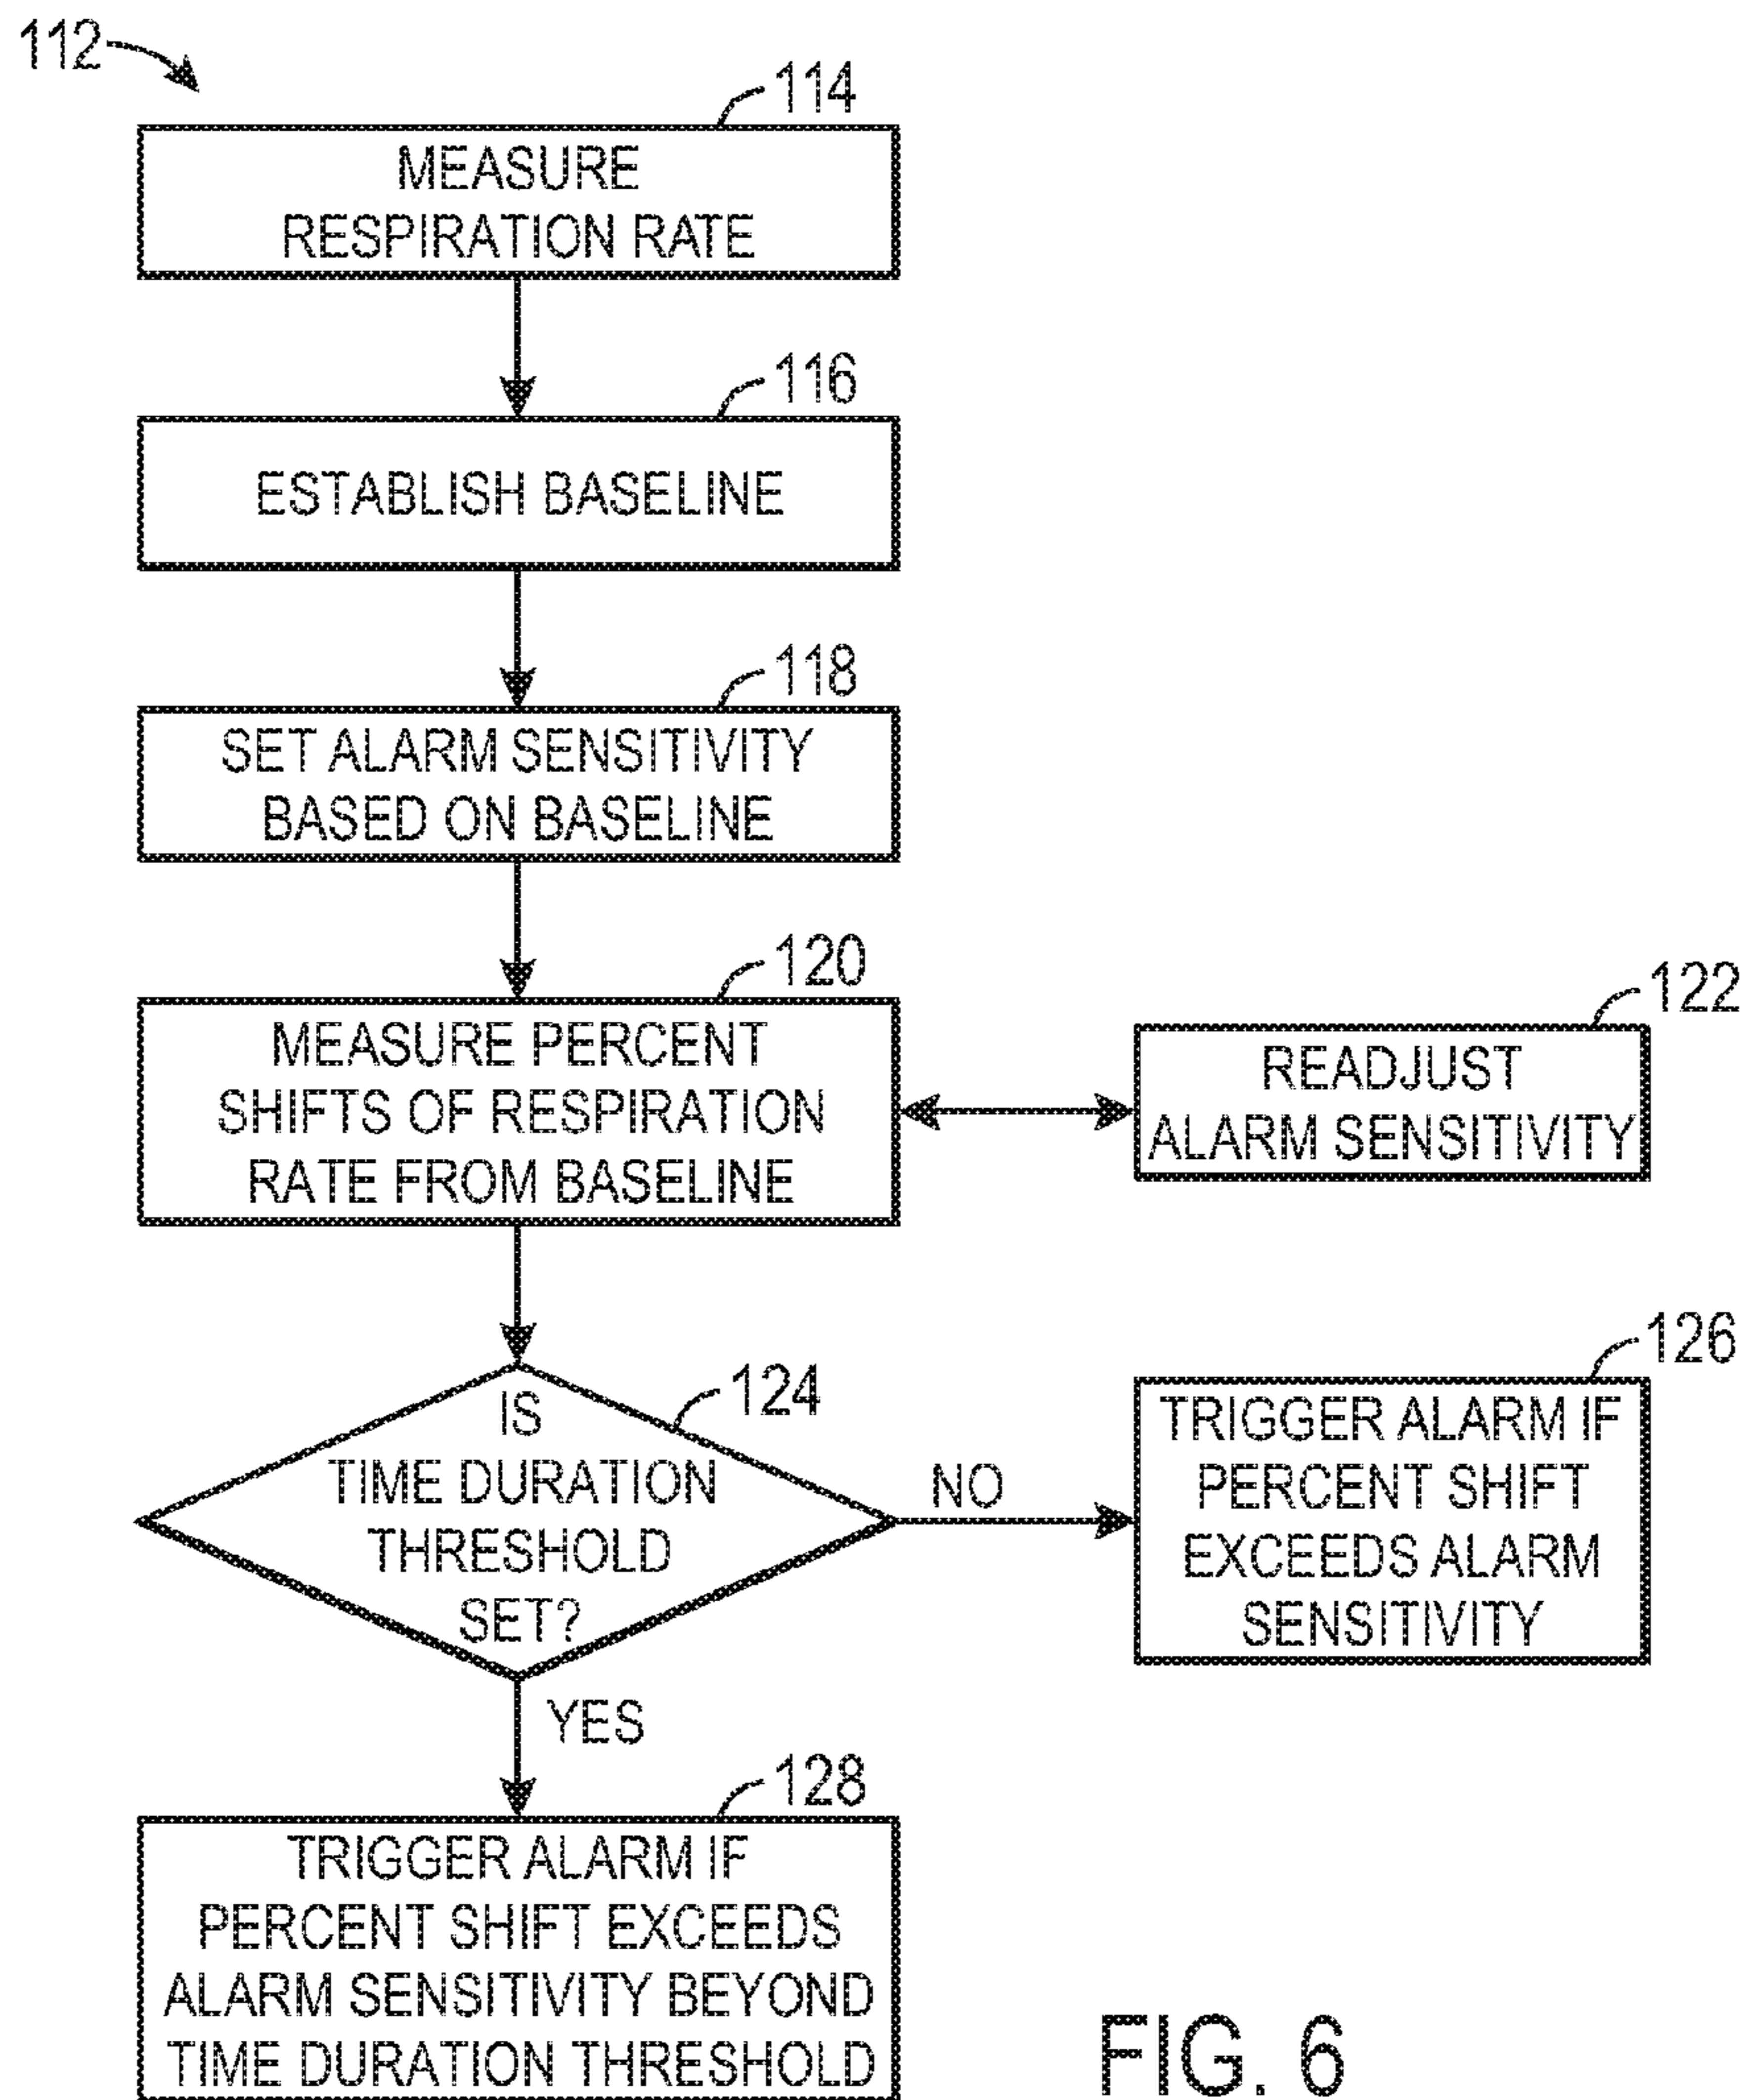 112
114
MEASURE
RESPIRATION RATE
116
ESTABLISH BASELINE
118
SET ALARM SENSITIVITY
BASED ON BASELINE
120
MEASURE PERCENT
SHIFTS OF RESPIRATION
RATE FROM BASELINE
122
READJUST
ALARM SENSITIVITY
124
IS
TIME DURATION
THRESHOLD
SET?
NO
126
TRIGGER ALARM IF
PERCENT SHIFT
EXCEEDS ALARM
SENSITIVITY
YES
128
TRIGGER ALARM IF
PERCENT SHIFT EXCEEDS
ALARM SENSITIVITY BEYOND
TIME DURATION THRESHOLD
FIG. 6